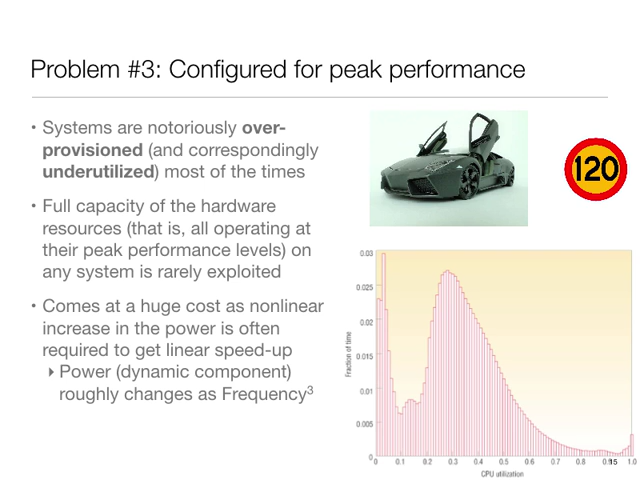 Problem #3: Configured for peak performance
• Systems are notoriously over-
provisioned (and correspondingly
underutilized) most of the times
• Full capacity of the hardware
resources (that is, all operating at
their peak performance levels) on
any system is rarely exploited
• Comes at a huge cost as nonlinear
increase in the power is often
required to get linear speed-up
‣ Power (dynamic component)
roughly changes as Frequency³
120
0.03
0.025
0.02
0.015
0.01
0.005
0
Fraction of time
0 0.1 0.2 0.3 0.4 0.5 0.6 0.7 0.8 0.9 1.0
CPU utilization
15